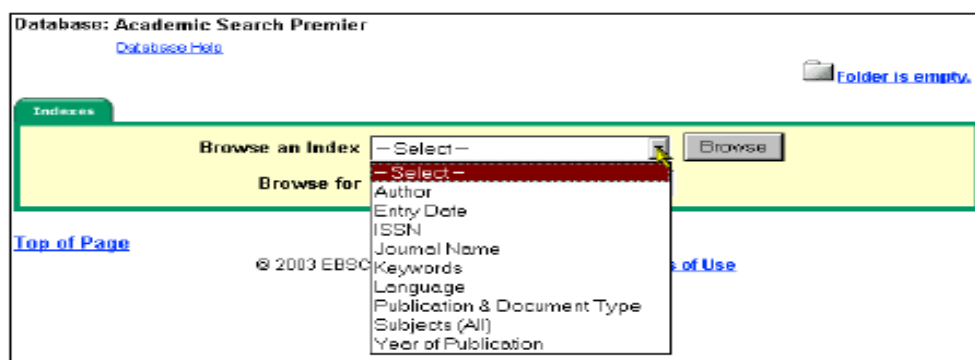 Database: Academic Search Premier
Database Help
Folder is empty.
Indexes
Browse an Index -- Select -- Browse
Browse for
-- Select --
Author
Entry Date
ISSN
Journal Name
Keywords
Language
Publication & Document Type
Subjects (All)
Year of Publication
Top of Page
© 2003 EBSC
of Use